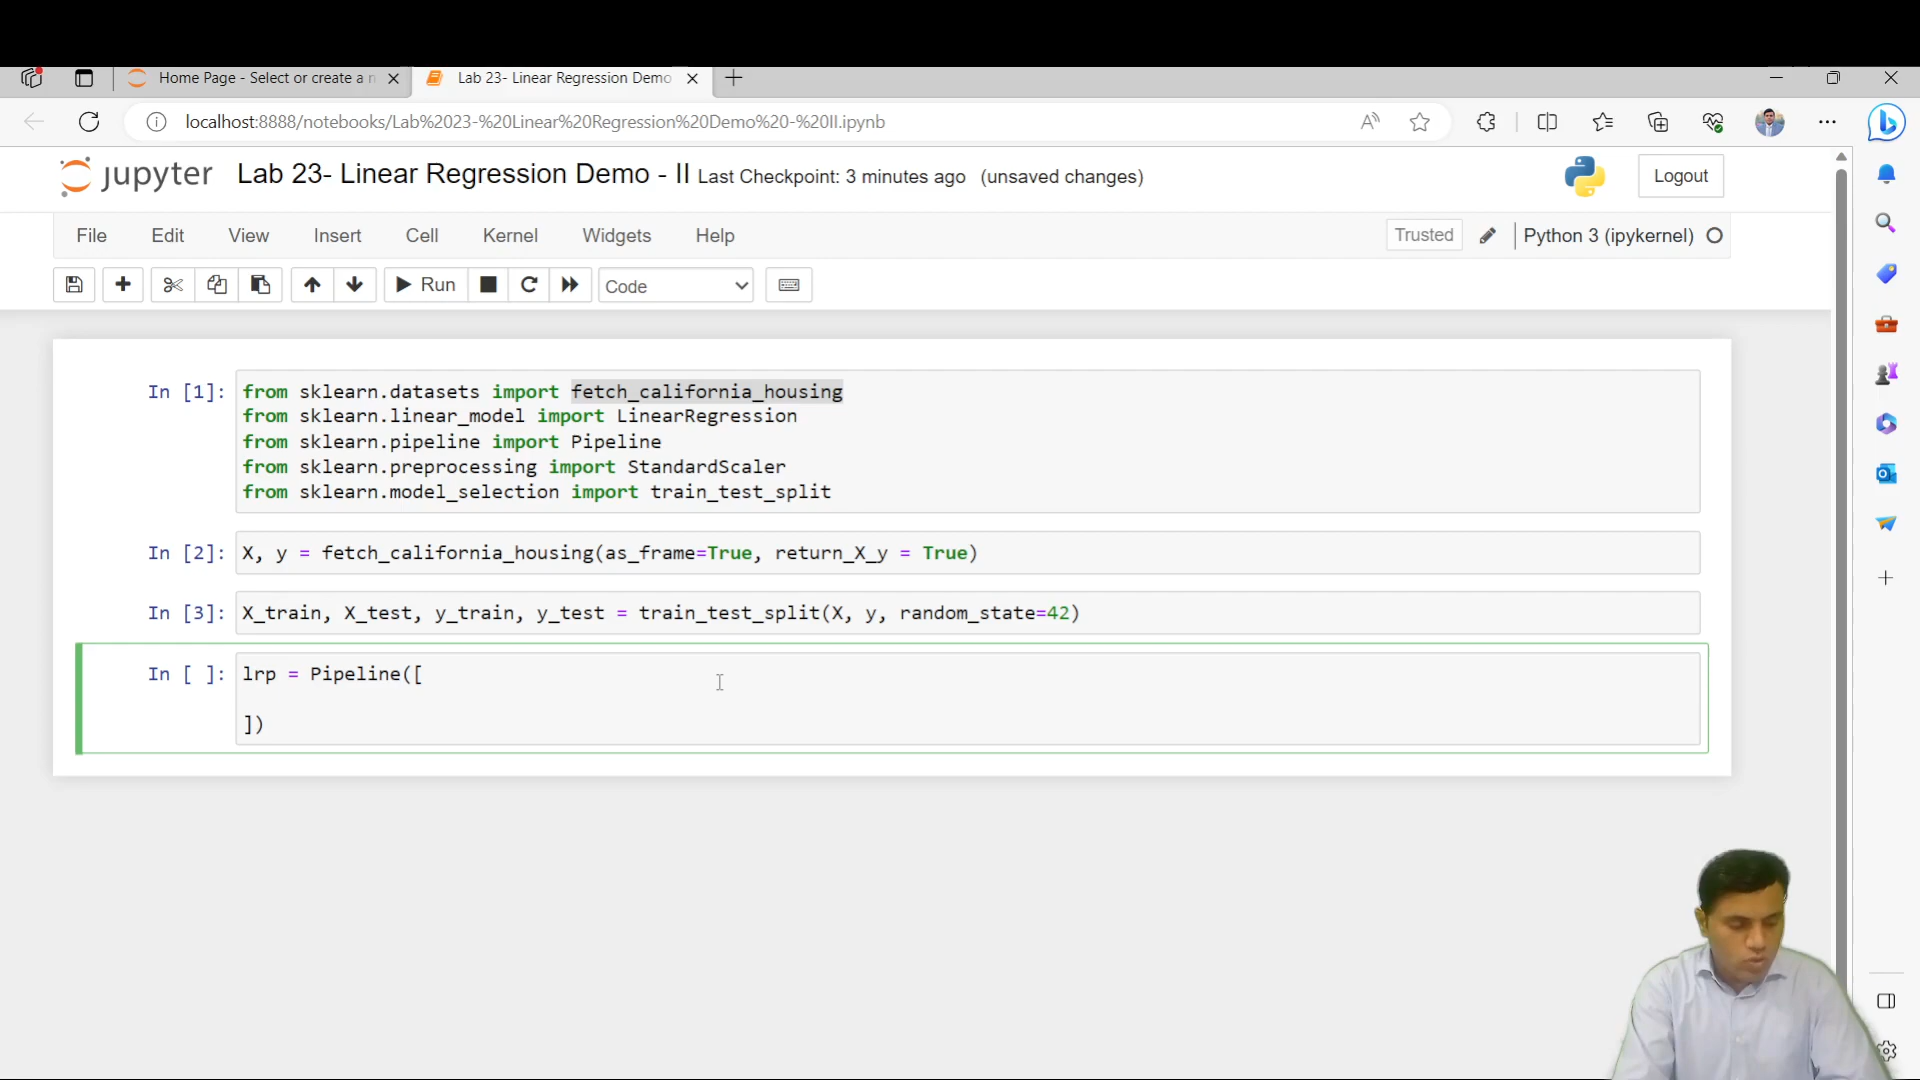 Home Page - Select or create a n
Lab 23- Linear Regression Demo
localhost:8888/notebooks/Lab%2023-%20Linear%20Regression%20Demo%20-%20II.ipynb
jupyter Lab 23- Linear Regression Demo - II Last Checkpoint: 3 minutes ago (unsaved changes)
Logout
File Edit View Insert Cell Kernel Widgets Help
Trusted Python 3 (ipykernel)
Run Code
In [1]: from sklearn.datasets import fetch_california_housing
from sklearn.linear_model import LinearRegression
from sklearn.pipeline import Pipeline
from sklearn.preprocessing import StandardScaler
from sklearn.model_selection import train_test_split
In [2]: X, y = fetch_california_housing(as_frame=True, return_X_y = True)
In [3]: X_train, X_test, y_train, y_test = train_test_split(X, y, random_state=42)
In [ ]: lrp = Pipeline([
])